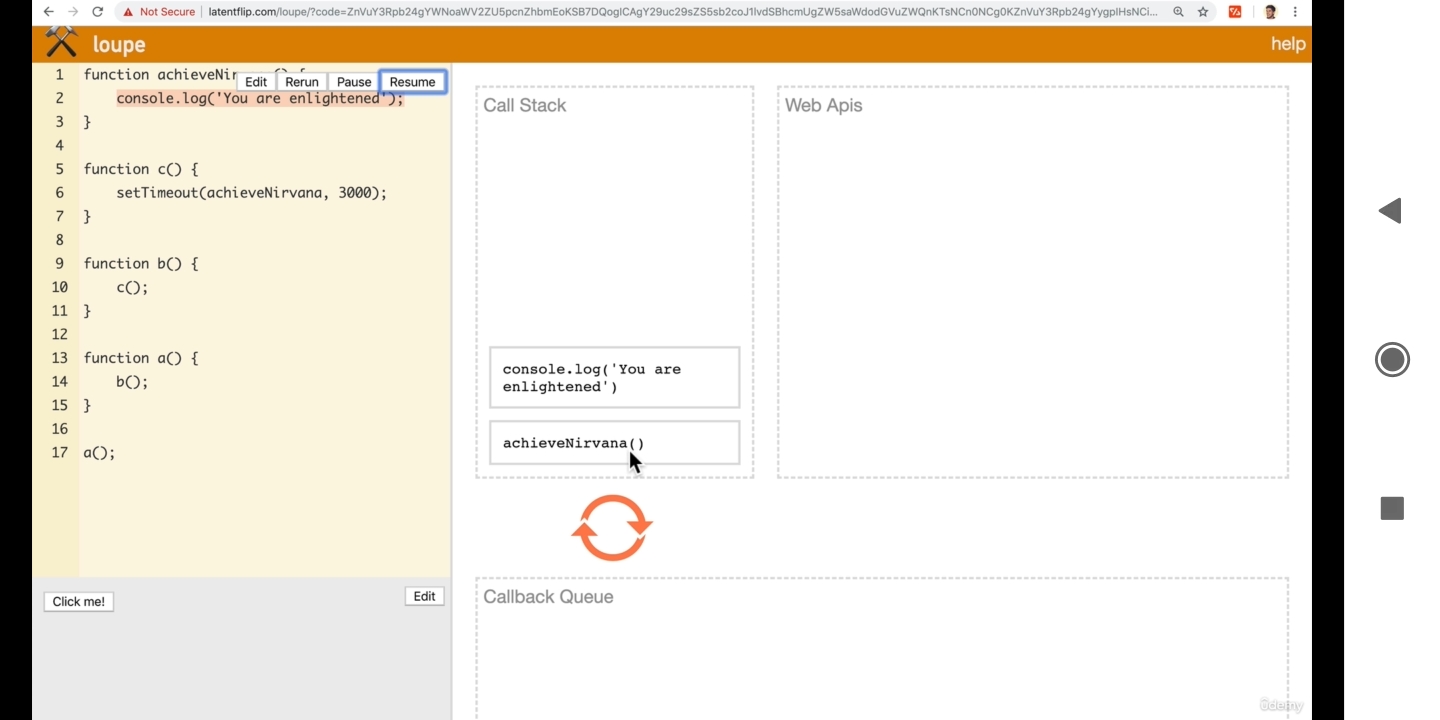 Not Secure | latentflip.com/loupe/?code=ZnVuY3Rpb24gYWNoaWV2ZU5pcnZhbmEoKSB7DQogICAgY29uc29sZS5sb2coJ1lvdSBhcmUgZW5saWdodGVuZWQnKTsNCn0NCg0KZnVuY3Rpb24gYygpIHsNCi...
loupe
help
Edit Rerun Pause Resume
1 function achieveNir
2 console.log('You are enlightened');
3 }
4
5 function c() {
6 setTimeout(achieveNirvana, 3000);
7 }
8
9 function b() {
10 c();
11 }
12
13 function a() {
14 b();
15 }
16
17 a();
Click me!
Edit
Call Stack
console.log('You are
enlightened')
achieveNirvana()
Web Apis
Callback Queue
ûdemy